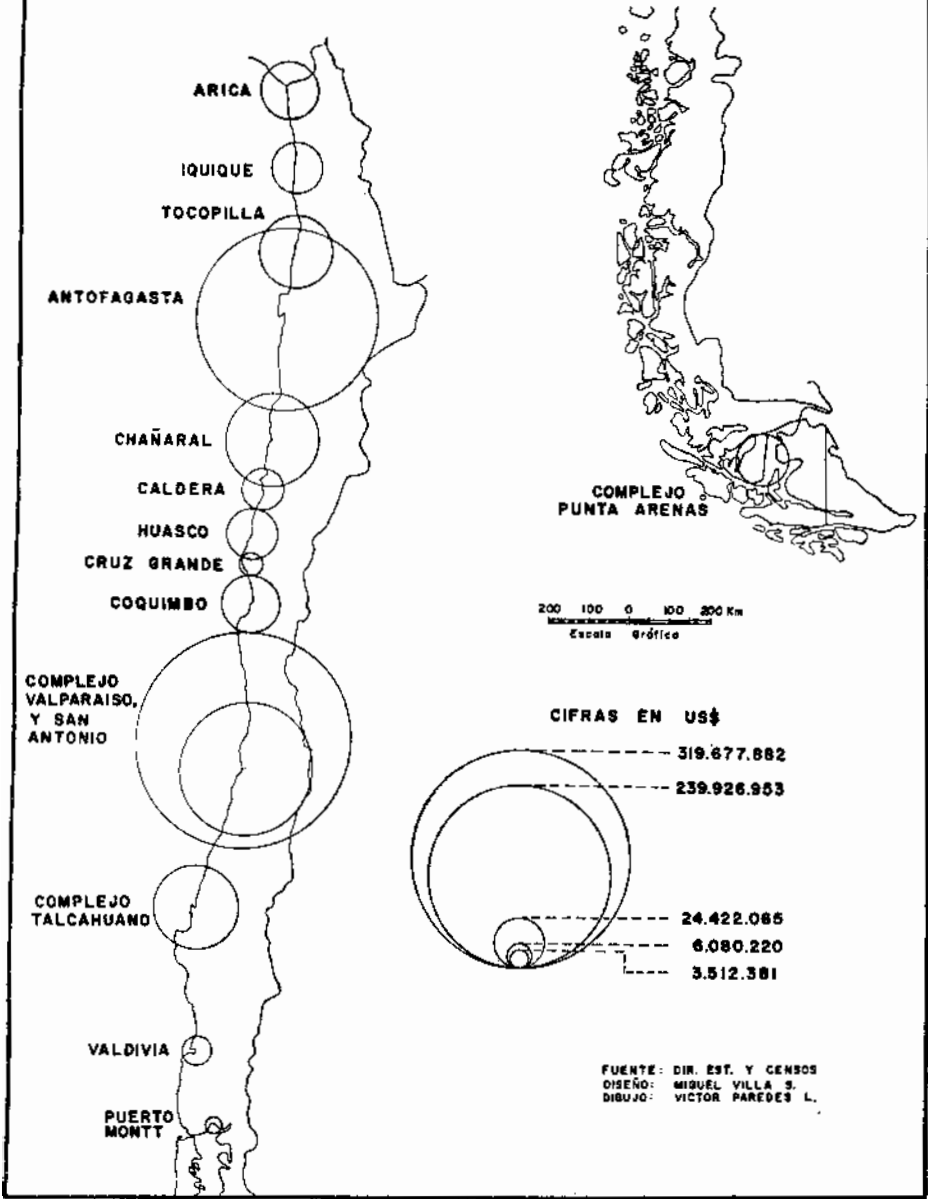 ARICA
IQUIQUE
TOCOPILLA
ANTOFAGASTA
CHAÑARAL
CALDERA
HUASCO
CRUZ GRANDE
COQUIMBO
COMPLEJO
VALPARAISO,
Y SAN
ANTONIO
COMPLEJO
TALCAHUANO
VALDIVIA
PUERTO
MONTT
COMPLEJO
PUNTA ARENAS
200 100 0 100 200 Km
Escala Gráfica
CIFRAS EN US$
319.677.882
239.926.953
24.422.065
6.080.220
3.512.381
FUENTE: DIR. EST. Y CENSOS
DISEÑO: MIGUEL VILLA S.
DIBUJO: VICTOR PAREDES L.